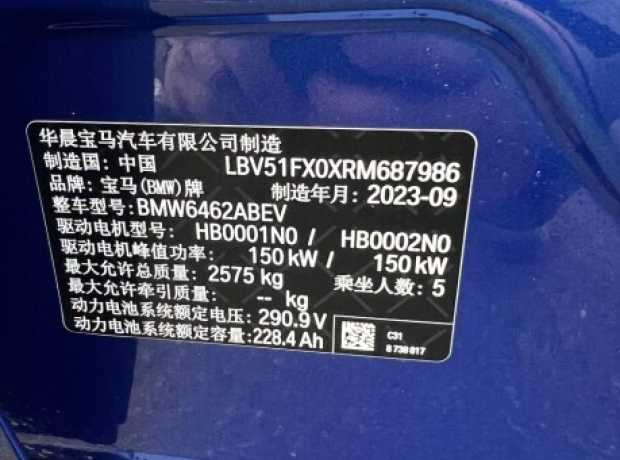 华晨宝马汽车有限公司制造
制造国: 中国 LBV51FX0XRM687986
品牌: 宝马(BMW)牌 制造年月: 2023-09
整车型号: BMW6462ABEV
驱动电机型号: HB0001N0 / HB0002N0
驱动电机峰值功率: 150 kW / 150 kW
最大允许总质量: 2575 kg 乘坐人数: 5
最大允许牵引质量: -- kg
动力电池系统额定电压: 290.9 V
动力电池系统额定容量: 228.4 Ah
C31
8 738 817